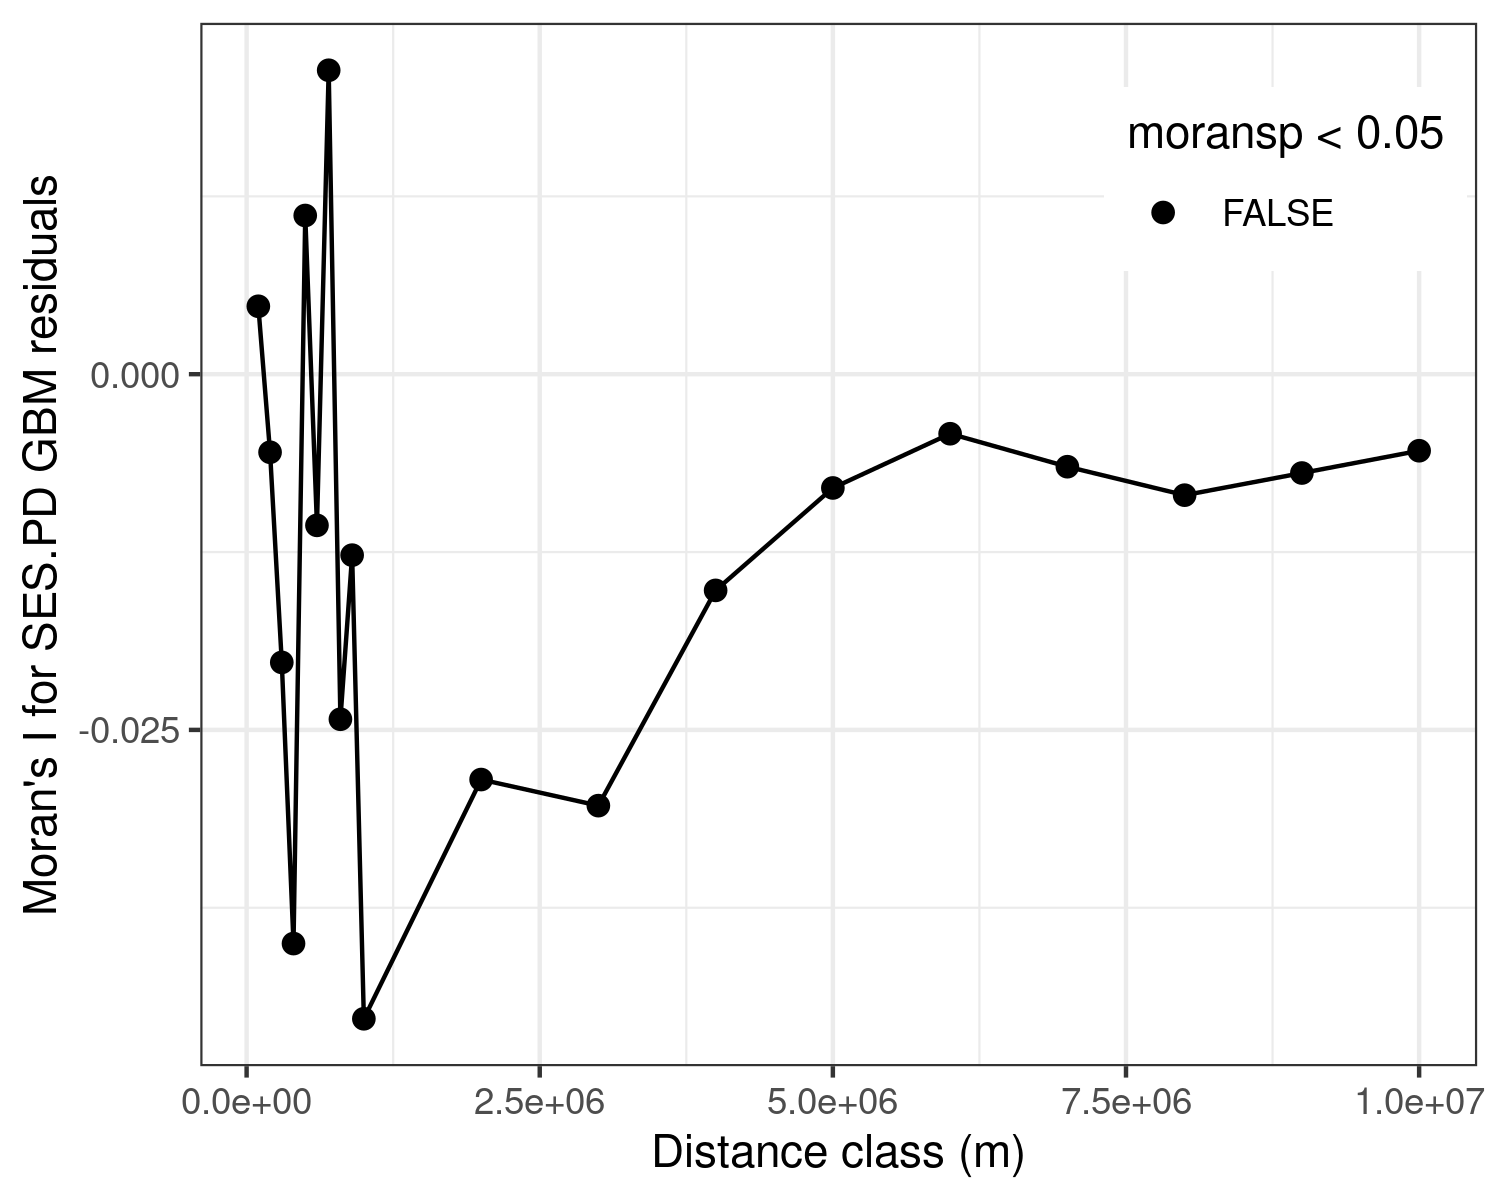 moransp < 0.05
FALSE
Moran's I for SES.PD GBM residuals
0.000
-0.025
0.0e+00 2.5e+06 5.0e+06 7.5e+06 1.0e+07
Distance class (m)